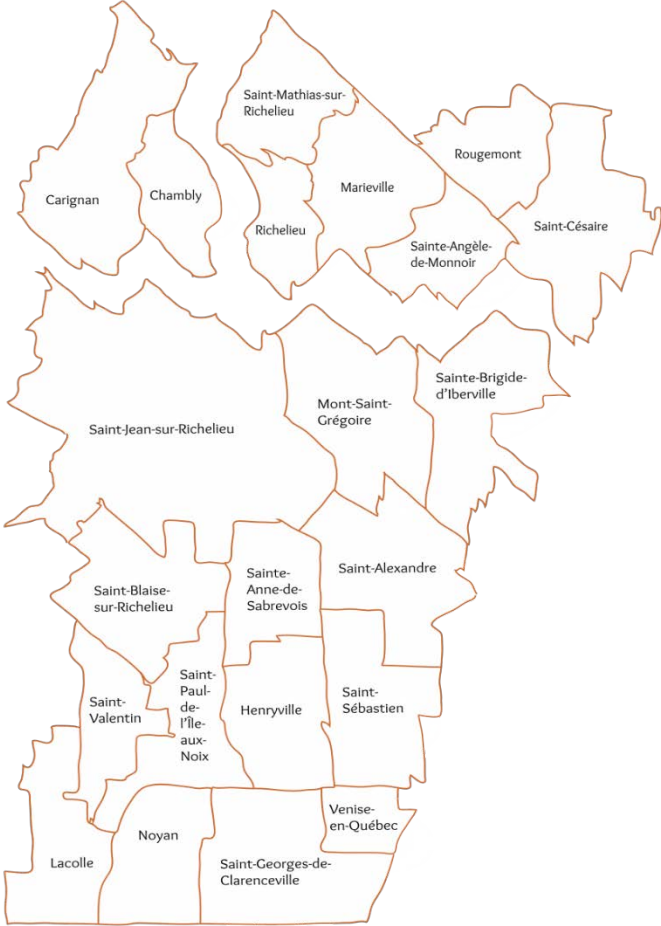 Saint-Mathias-sur-
Richelieu
Rougemont
Marieville
Carignan
Chambly
Richelieu
Saint-Césaire
Sainte-Angèle-
de-Monnoir
Sainte-Brigide-
d'Iberville
Mont-Saint-
Grégoire
Saint-Jean-sur-Richelieu
Saint-Alexandre
Sainte-
Anne-de-
Sabrevois
Saint-Blaise-
sur-Richelieu
Saint-
Paul-
de-
l'Île-
aux-
Noix
Saint-
Valentin
Henryville
Saint-
Sébastien
Venise-
en-Québec
Noyan
Lacolle
Saint-Georges-de-
Clarenceville